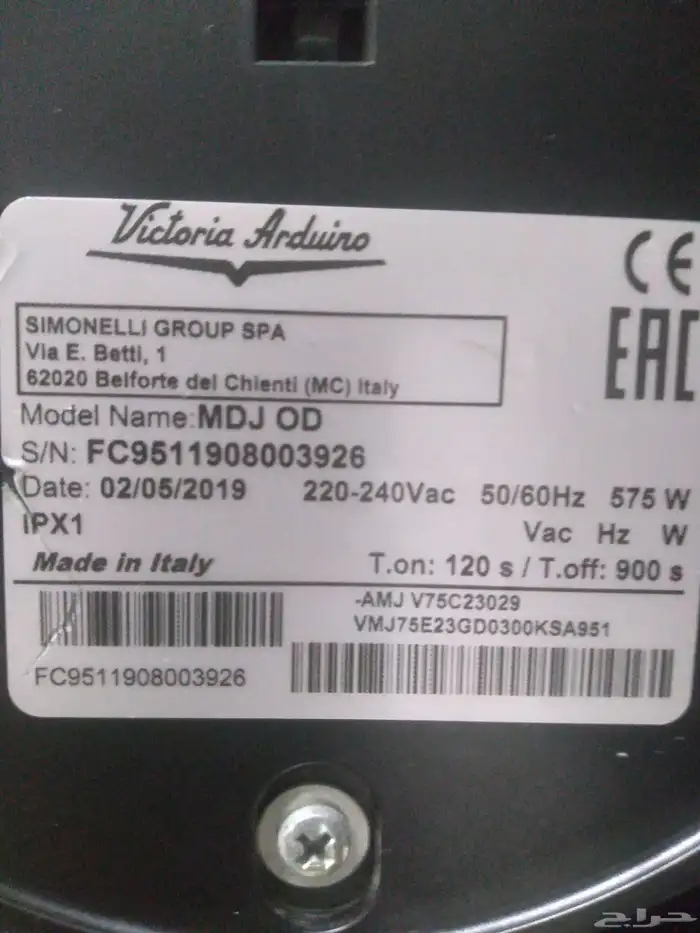 Victoria Arduino
CE
EAC
SIMONELLI GROUP SPA
Via E. Betti, 1
62020 Belforte del Chienti (MC) Italy
Model Name:MDJ OD
S/N: FC9511908003926
Date: 02/05/2019 220-240Vac 50/60Hz 575 W
IPX1 Vac Hz W
Made in Italy T.on: 120 s / T.off: 900 s
-AMJ V75C23029
VMJ75E23GD0300KSA951
FC9511908003926
حراج